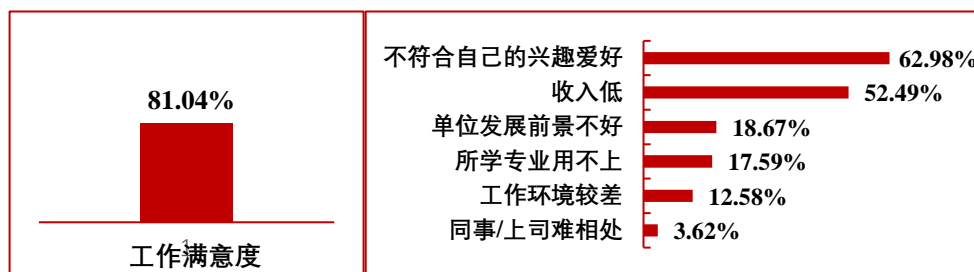 81.04%
工作满意度
不符合自己的兴趣爱好 62.98%
收入低 52.49%
单位发展前景不好 18.67%
所学专业用不上 17.59%
工作环境较差 12.58%
同事/上司难相处 3.62%